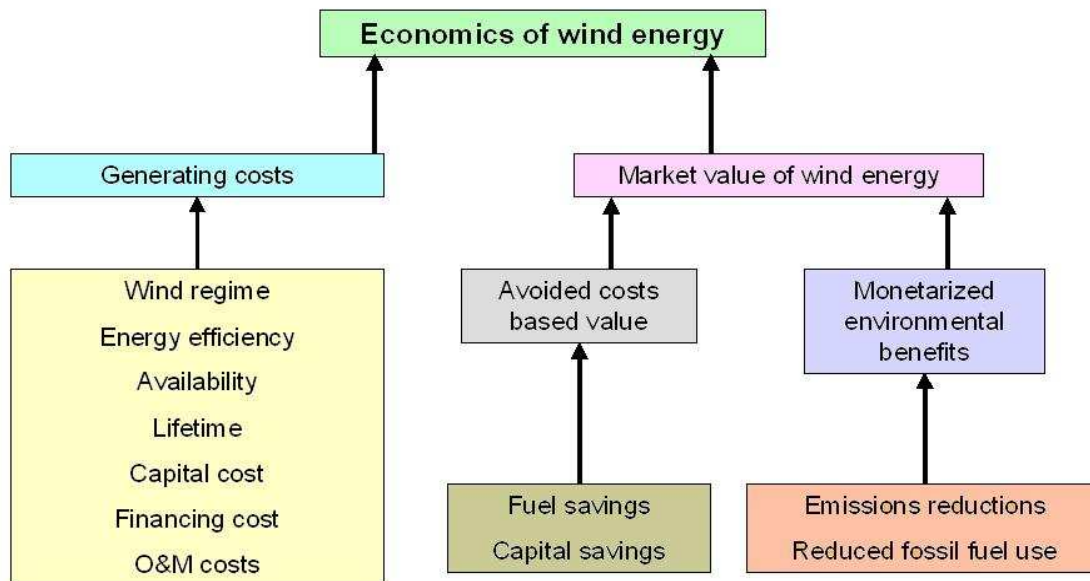 Economics of wind energy
Generating costs
Market value of wind energy
Wind regime
Energy efficiency
Availability
Lifetime
Capital cost
Financing cost
O&M costs
Avoided costs
based value
Monetarized
environmental
benefits
Fuel savings
Capital savings
Emissions reductions
Reduced fossil fuel use